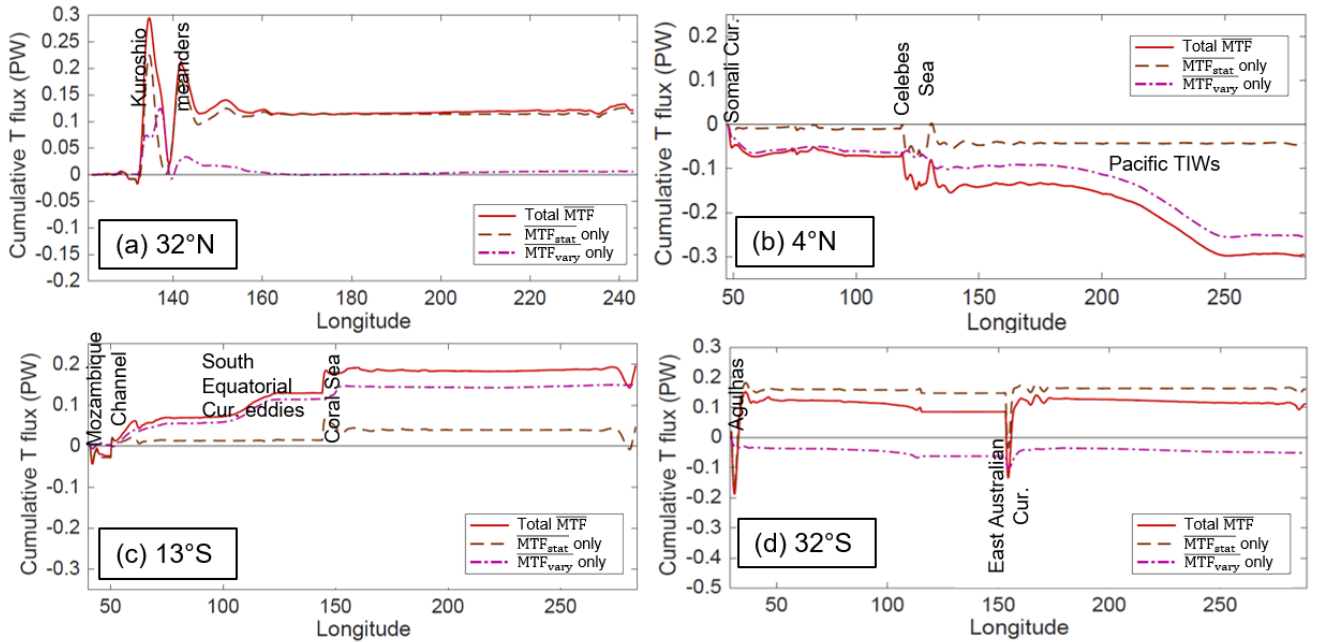 Cumulative T flux (PW)
0.3
0.25
0.2
0.15
0.1
0.05
0
-0.05
-0.1
-0.15
-0.2
Kuroshio
meanders
Total MTF
MTFstat only
MTFvary only
(a) 32°N
140
160
180
200
220
240
Longitude
Cumulative T flux (PW)
0.2
0.1
0
-0.1
-0.2
-0.3
Somali Cur.
Celebes
Sea
Pacific TIWs
Total MTF
MTFstat only
MTFvary only
(b) 4°N
50
100
150
200
250
Longitude
Cumulative T flux (PW)
0.2
0.1
0
-0.1
-0.2
-0.3
Mozambique
Channel
South
Equatorial
Cur. eddies
Coral Sea
Total MTF
MTFstat only
MTFvary only
(c) 13°S
50
100
150
200
250
Longitude
Cumulative T flux (PW)
0.3
0.2
0.1
0
-0.1
-0.2
-0.3
-0.4
-0.5
Agulhas
East Australian
Cur.
Total MTF
MTFstat only
MTFvary only
(d) 32°S
50
100
150
200
250
Longitude